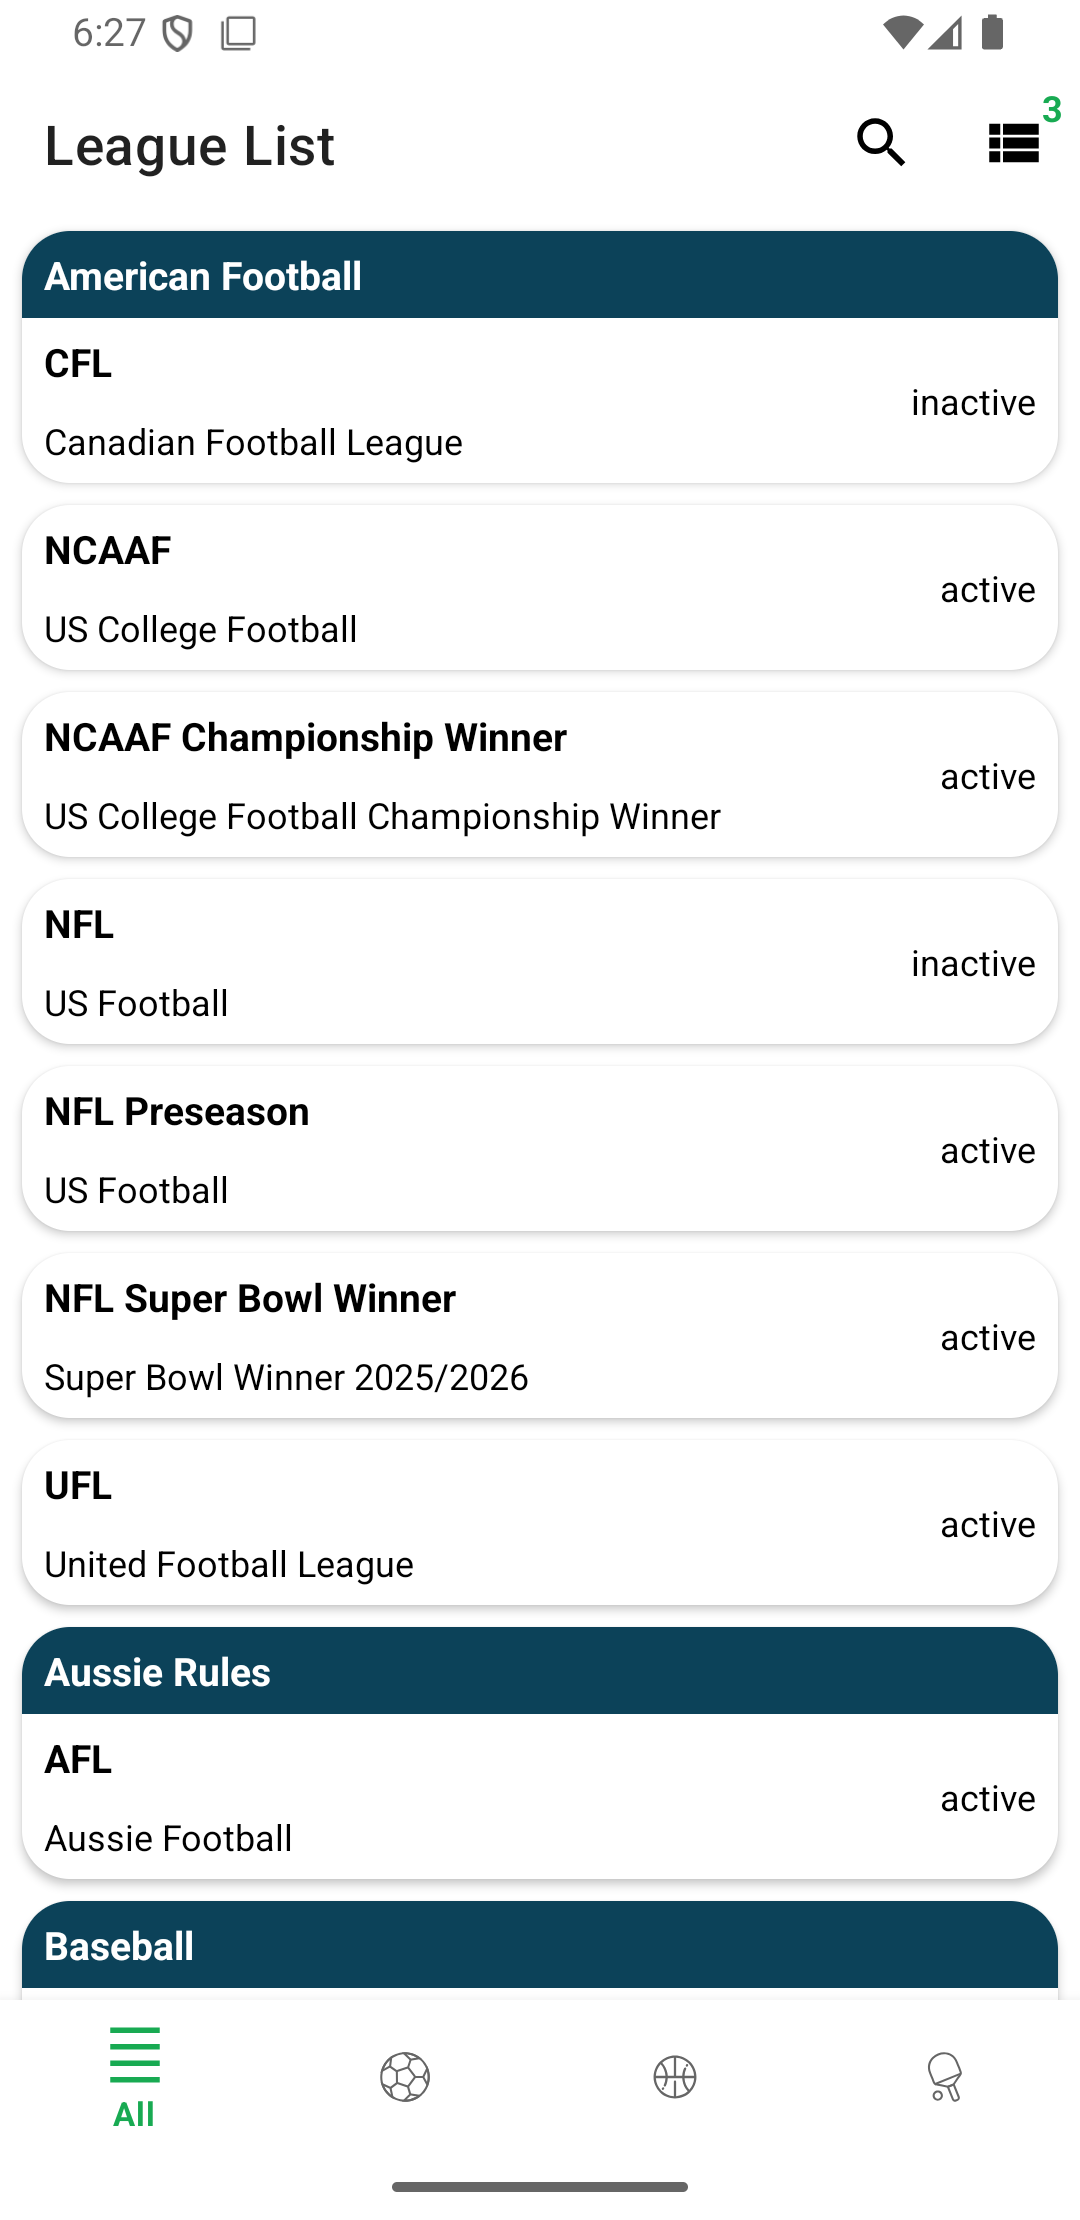 6:27
League List
3
American Football
CFL
inactive
Canadian Football League
NCAAF
active
US College Football
NCAAF Championship Winner
active
US College Football Championship Winner
NFL
inactive
US Football
NFL Preseason
active
US Football
NFL Super Bowl Winner
active
Super Bowl Winner 2025/2026
UFL
active
United Football League
Aussie Rules
AFL
active
Aussie Football
Baseball
All